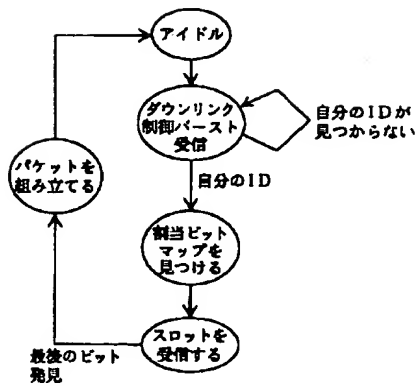 アイドル
ダウンリンク
制御バースト
受信
自分のIDが
見つからない
パケットを
組み立てる
自分のID
割当ビット
マップを
見つける
スロットを
受信する
最後のビット
発見